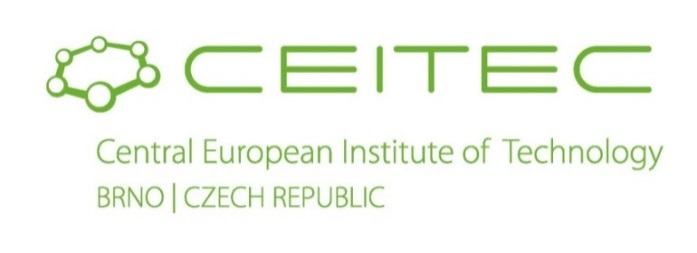 CEITEC
Central European Institute of Technology
BRNO | CZECH REPUBLIC